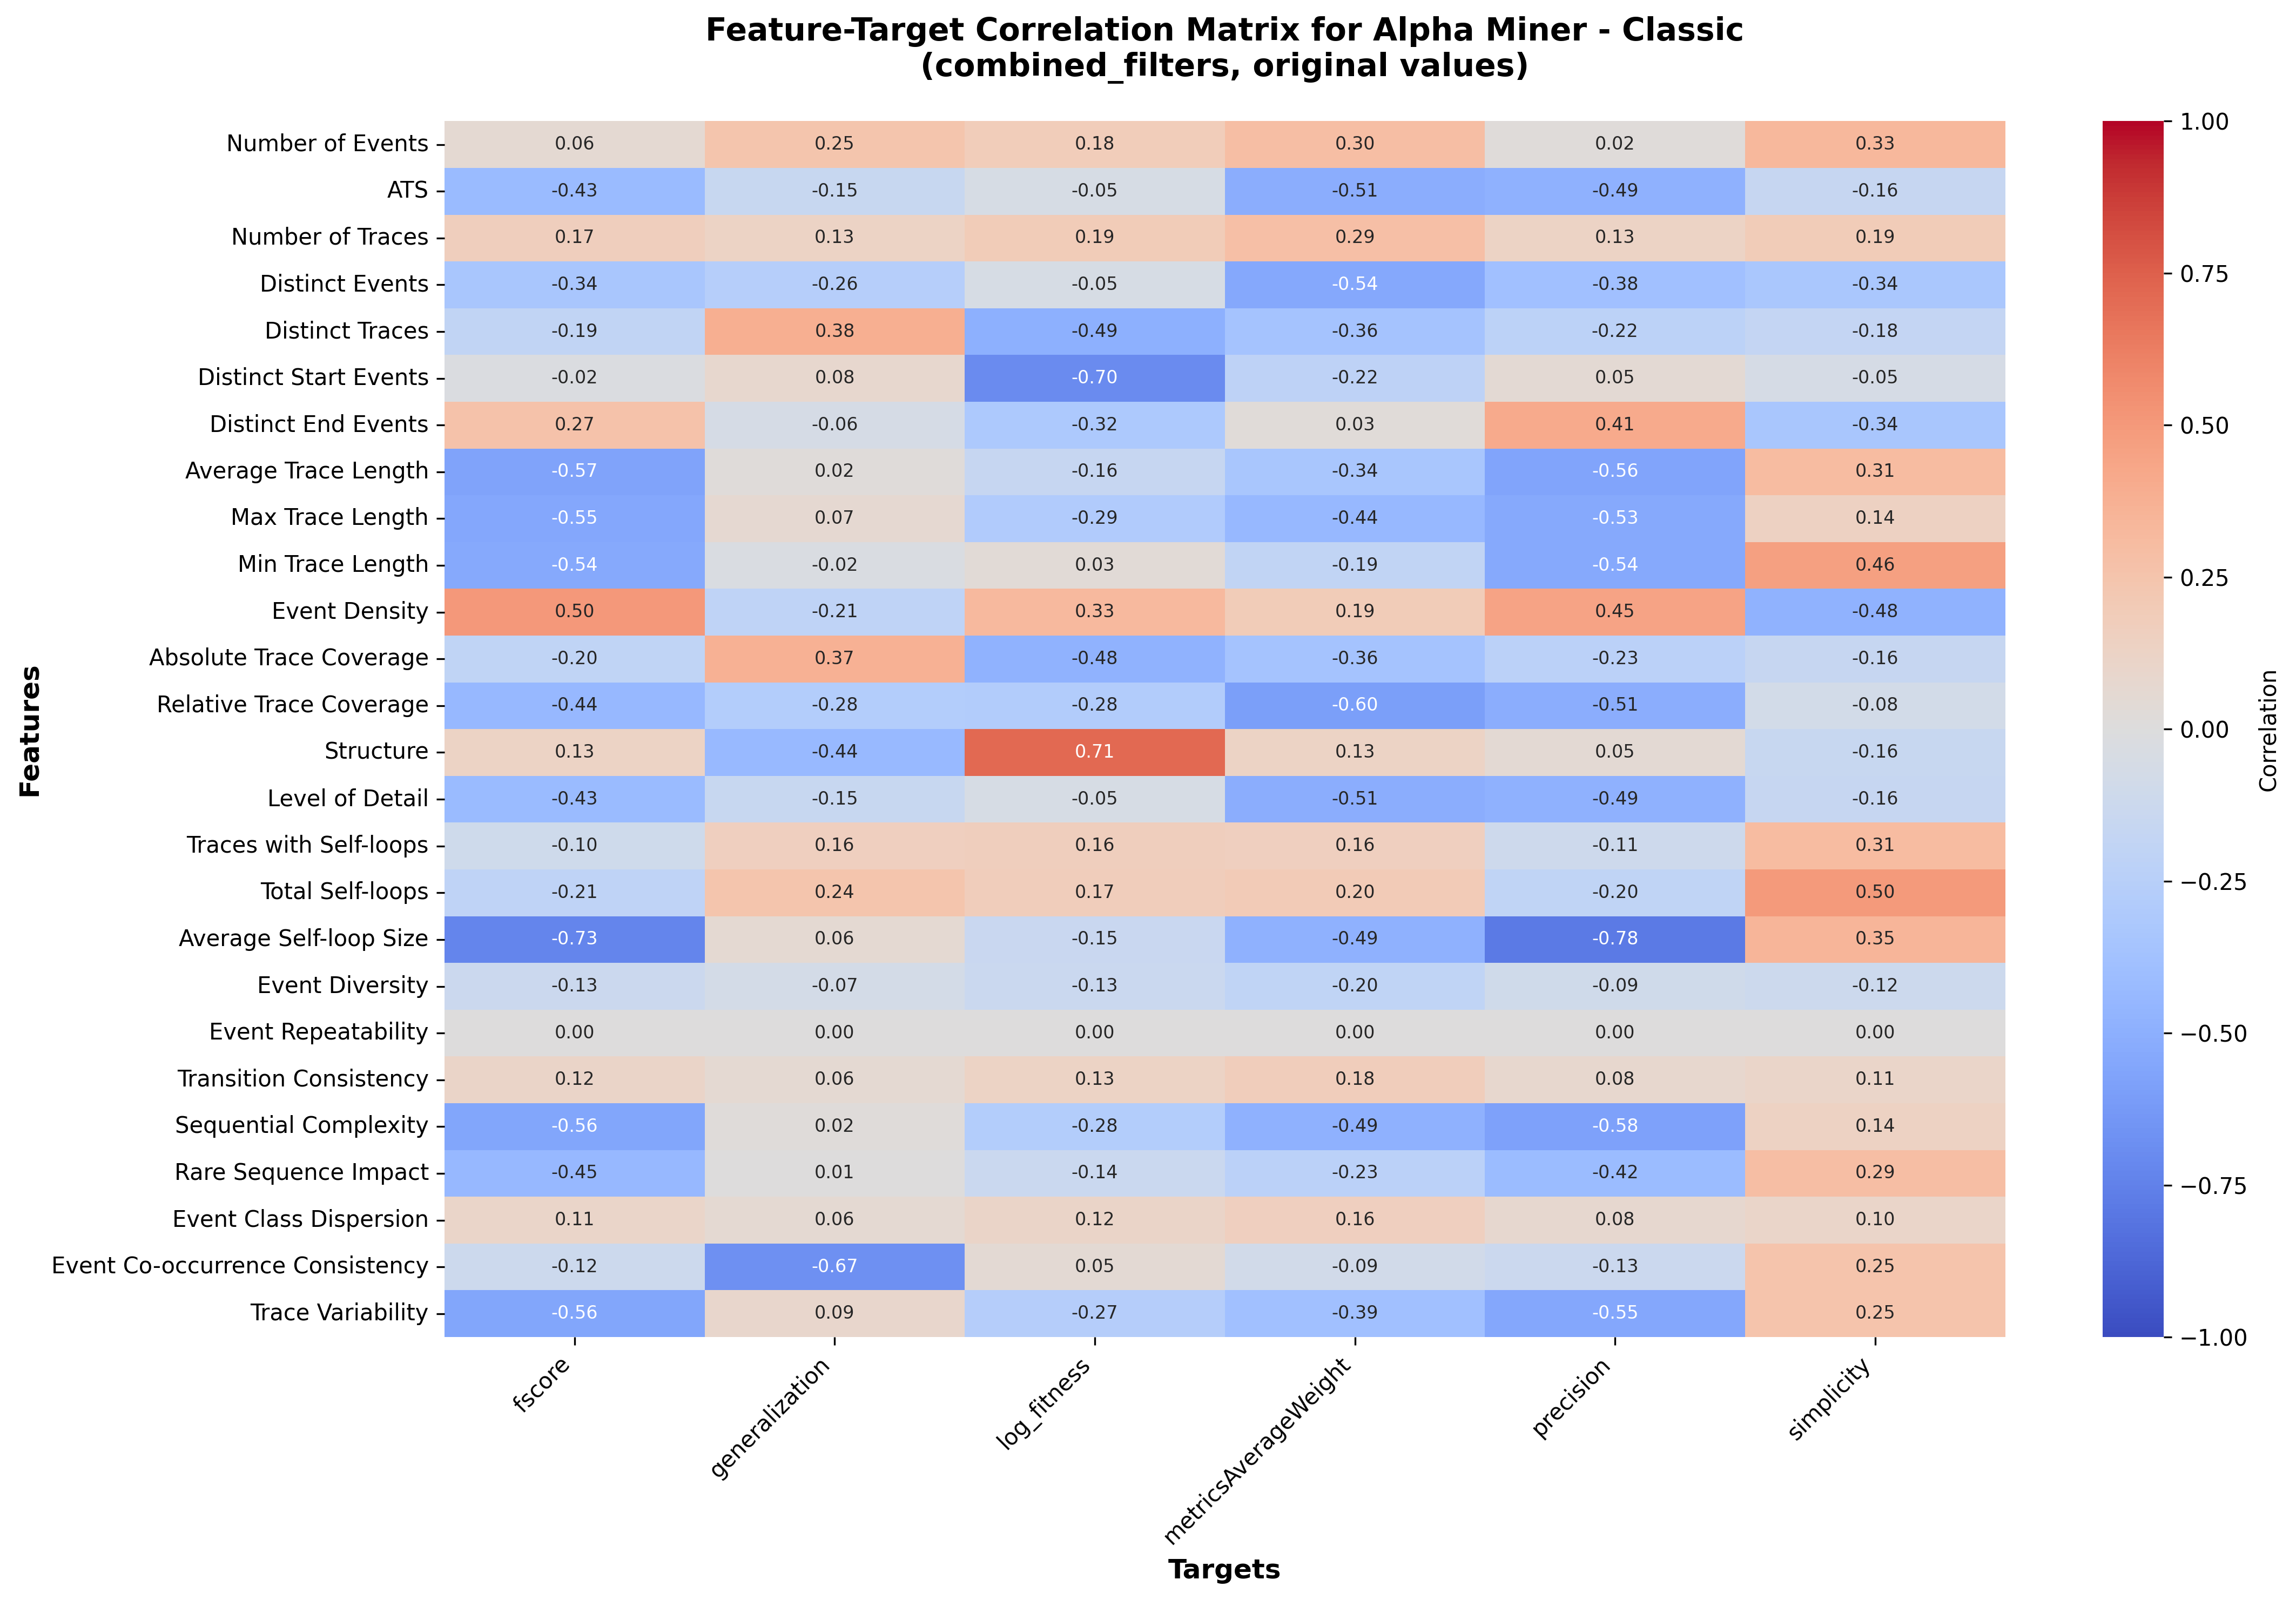 Feature-Target Correlation Matrix for Alpha Miner - Classic
(combined_filters, original values)
Features
Number of Events 0.06 0.25 0.18 0.30 0.02 0.33
ATS -0.43 -0.15 -0.05 -0.51 -0.49 -0.16
Number of Traces 0.17 0.13 0.19 0.29 0.13 0.19
Distinct Events -0.34 -0.26 -0.05 -0.54 -0.38 -0.34
Distinct Traces -0.19 0.38 -0.49 -0.36 -0.22 -0.18
Distinct Start Events -0.02 0.08 -0.70 -0.22 0.05 -0.05
Distinct End Events 0.27 -0.06 -0.32 0.03 0.41 -0.34
Average Trace Length -0.57 0.02 -0.16 -0.34 -0.56 0.31
Max Trace Length -0.55 0.07 -0.29 -0.44 -0.53 0.14
Min Trace Length -0.54 -0.02 0.03 -0.19 -0.54 0.46
Event Density 0.50 -0.21 0.33 0.19 0.45 -0.48
Absolute Trace Coverage -0.20 0.37 -0.48 -0.36 -0.23 -0.16
Relative Trace Coverage -0.44 -0.28 -0.28 -0.60 -0.51 -0.08
Structure 0.13 -0.44 0.71 0.13 0.05 -0.16
Level of Detail -0.43 -0.15 -0.05 -0.51 -0.49 -0.16
Traces with Self-loops -0.10 0.16 0.16 0.16 -0.11 0.31
Total Self-loops -0.21 0.24 0.17 0.20 -0.20 0.50
Average Self-loop Size -0.73 0.06 -0.15 -0.49 -0.78 0.35
Event Diversity -0.13 -0.07 -0.13 -0.20 -0.09 -0.12
Event Repeatability 0.00 0.00 0.00 0.00 0.00 0.00
Transition Consistency 0.12 0.06 0.13 0.18 0.08 0.11
Sequential Complexity -0.56 0.02 -0.28 -0.49 -0.58 0.14
Rare Sequence Impact -0.45 0.01 -0.14 -0.23 -0.42 0.29
Event Class Dispersion 0.11 0.06 0.12 0.16 0.08 0.10
Event Co-occurrence Consistency -0.12 -0.67 0.05 -0.09 -0.13 0.25
Trace Variability -0.56 0.09 -0.27 -0.39 -0.55 0.25
fscore generalization log_fitness metricsAverageWeight precision simplicity
Targets
1.00
0.75
0.50
0.25
0.00
−0.25
−0.50
−0.75
−1.00
Correlation